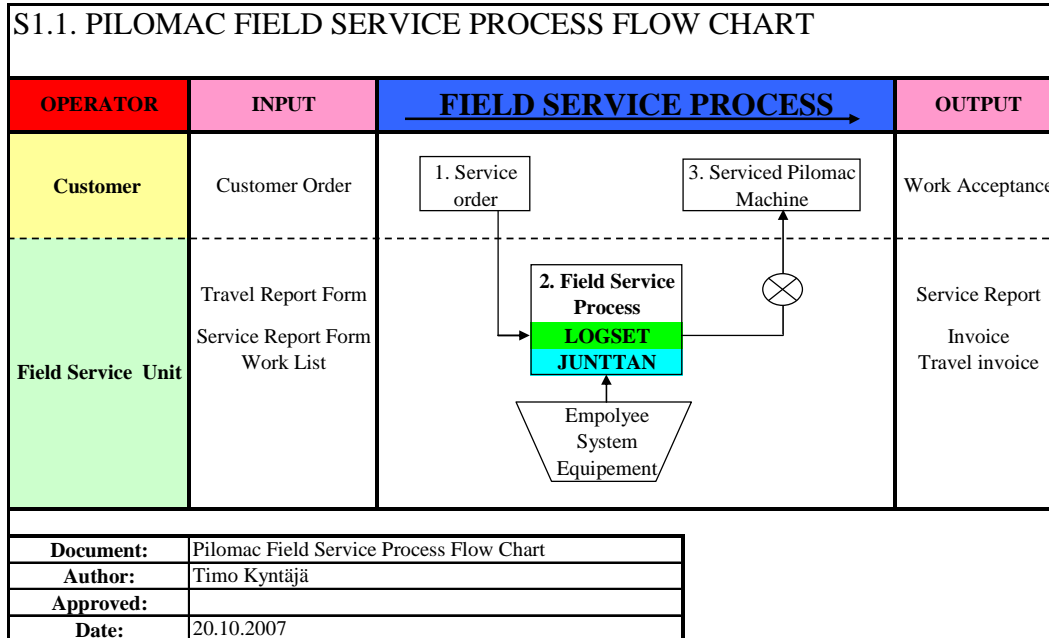 S1.1. PILOMAC FIELD SERVICE PROCESS FLOW CHART
OPERATOR
INPUT
FIELD SERVICE PROCESS
OUTPUT
Customer
Customer Order
1. Service
order
3. Serviced Pilomac
Machine
Work Acceptance
Field Service Unit
Travel Report Form
Service Report Form
Work List
2. Field Service
Process
LOGSET
JUNTTAN
Empolyee
System
Equipement
Service Report
Invoice
Travel invoice
Document:
Pilomac Field Service Process Flow Chart
Author:
Timo Kyntäjä
Approved:
Date:
20.10.2007